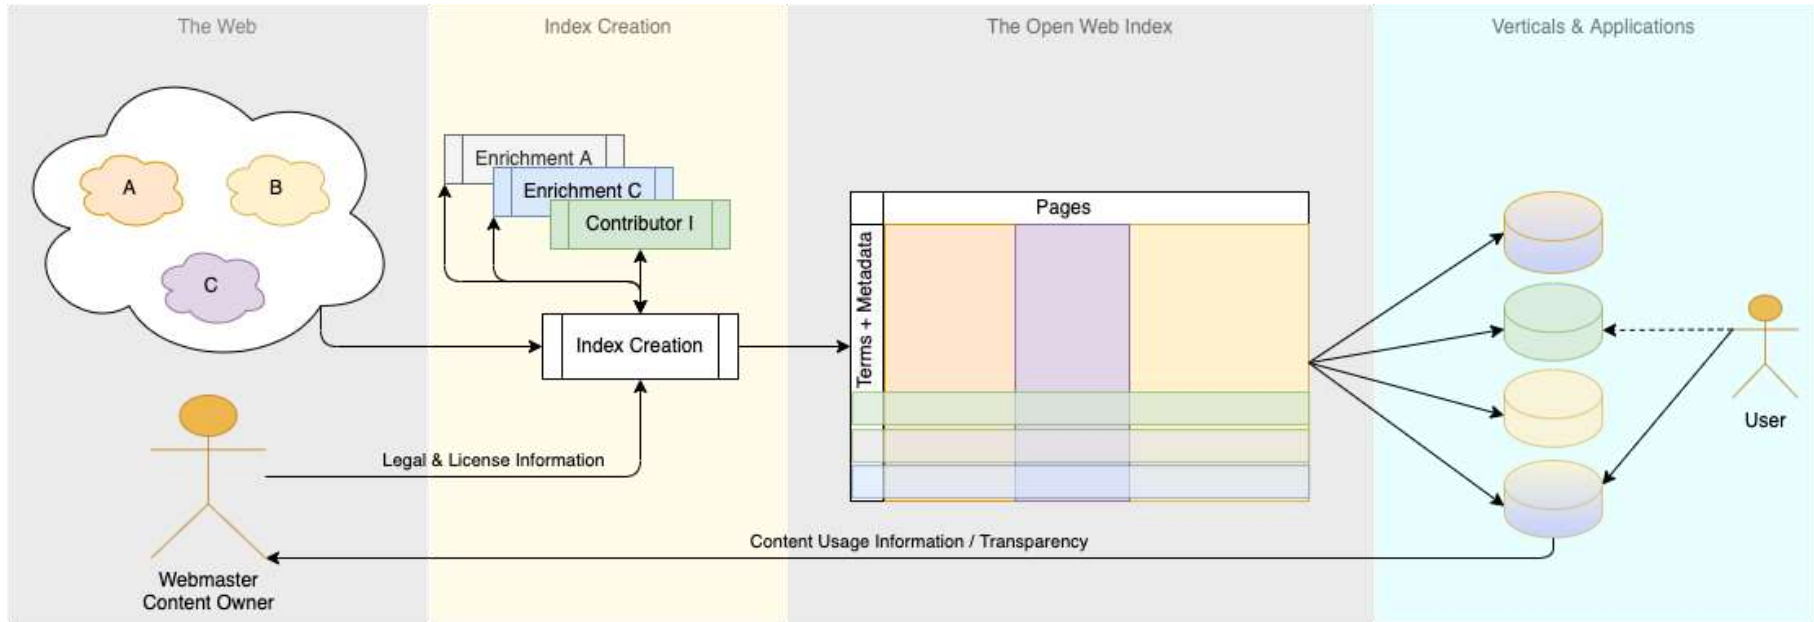 The Web
Index Creation
The Open Web Index
Verticals & Applications
A
B
C
Enrichment A
Enrichment C
Contributor I
Index Creation
Pages
Terms + Metadata
User
Legal & License Information
Content Usage Information / Transparency
Webmaster
Content Owner